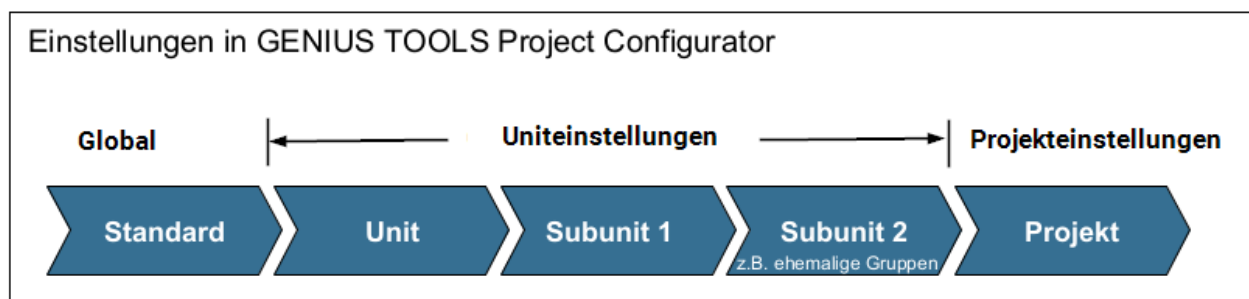 Einstellungen in GENIUS TOOLS Project Configurator
Global
Uniteinstellungen
Projekteinstellungen
Standard
Unit
Subunit 1
Subunit 2
z.B. ehemalige Gruppen
Projekt